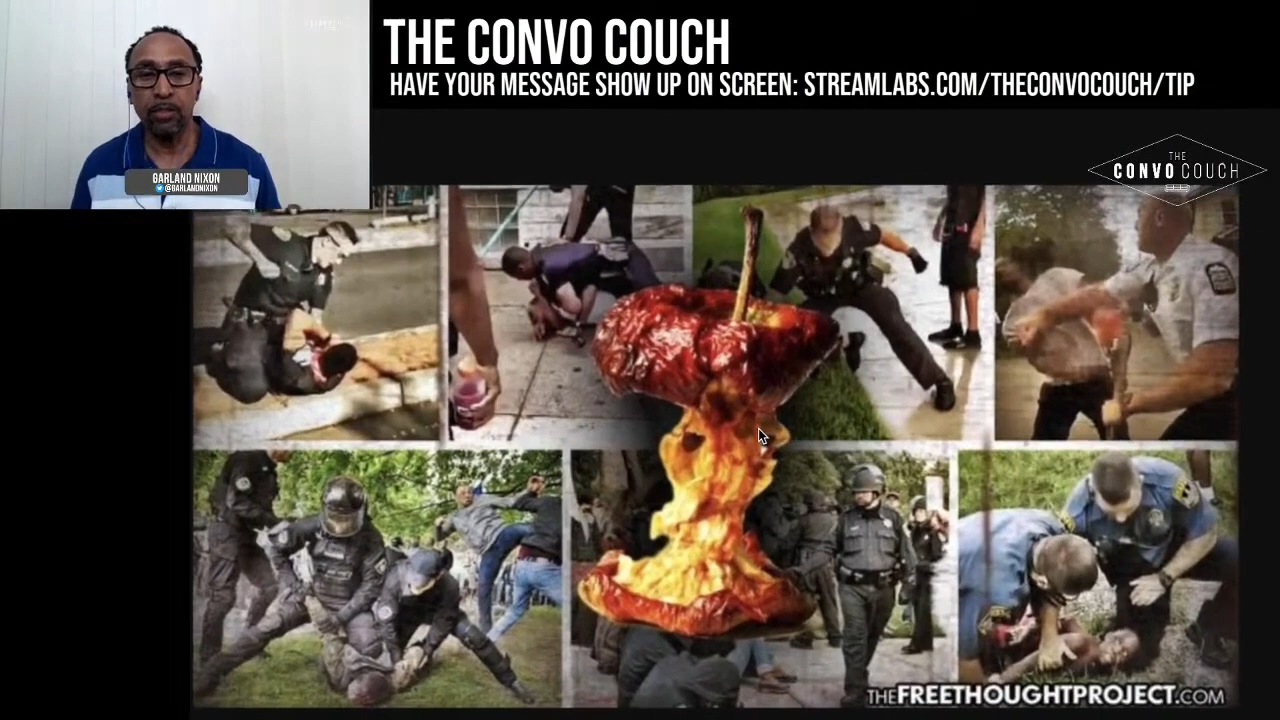 THE CONVO COUCH
HAVE YOUR MESSAGE SHOW UP ON SCREEN: STREAMLABS.COM/THECONVOCOUCH/TIP
GARLAND NIXON
@GARLANDNIXON
THE
CONVO COUCH
THEFREETHOUGHTPROJECT.COM